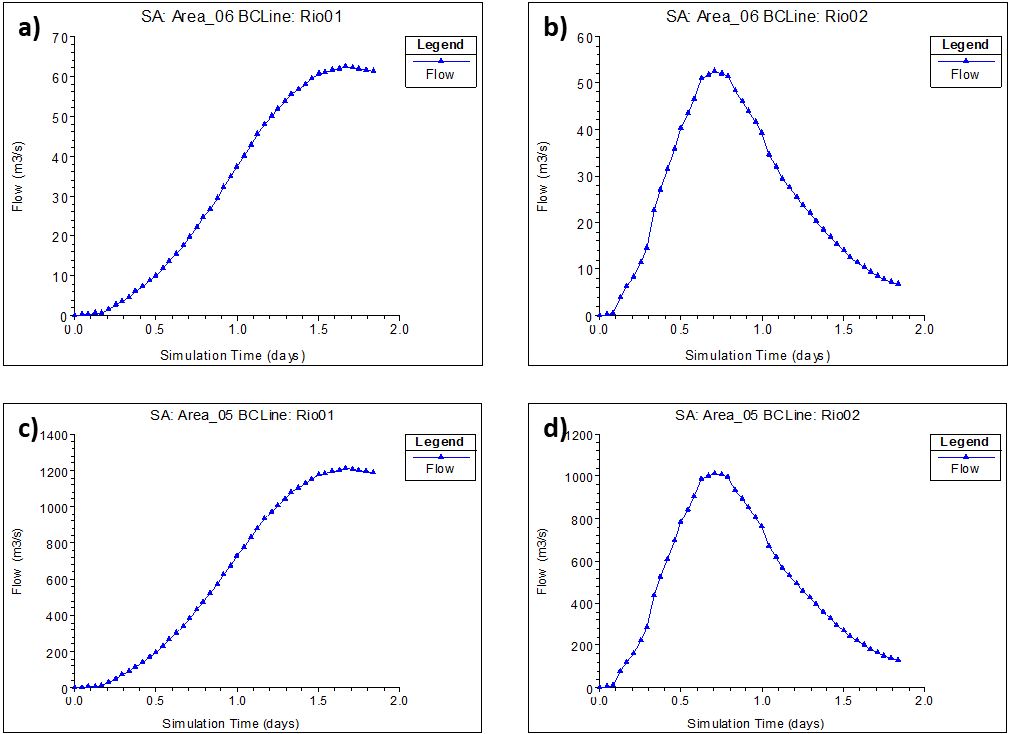 a)
SA: Area_06 BCLine: Rio01
70
60
50
40
30
20
10
0
Flow (m3/s)
0.0 0.5 1.0 1.5 2.0
Simulation Time (days)
Legend
Flow
b)
SA: Area_06 BCLine: Rio02
60
50
40
30
20
10
0
Flow (m3/s)
0.0 0.5 1.0 1.5 2.0
Simulation Time (days)
Legend
Flow
c)
SA: Area_05 BCLine: Rio01
1400
1200
1000
800
600
400
200
0
Flow (m3/s)
0.0 0.5 1.0 1.5 2.0
Simulation Time (days)
Legend
Flow
d)
SA: Area_05 BCLine: Rio02
1200
1000
800
600
400
200
0
Flow (m3/s)
0.0 0.5 1.0 1.5 2.0
Simulation Time (days)
Legend
Flow